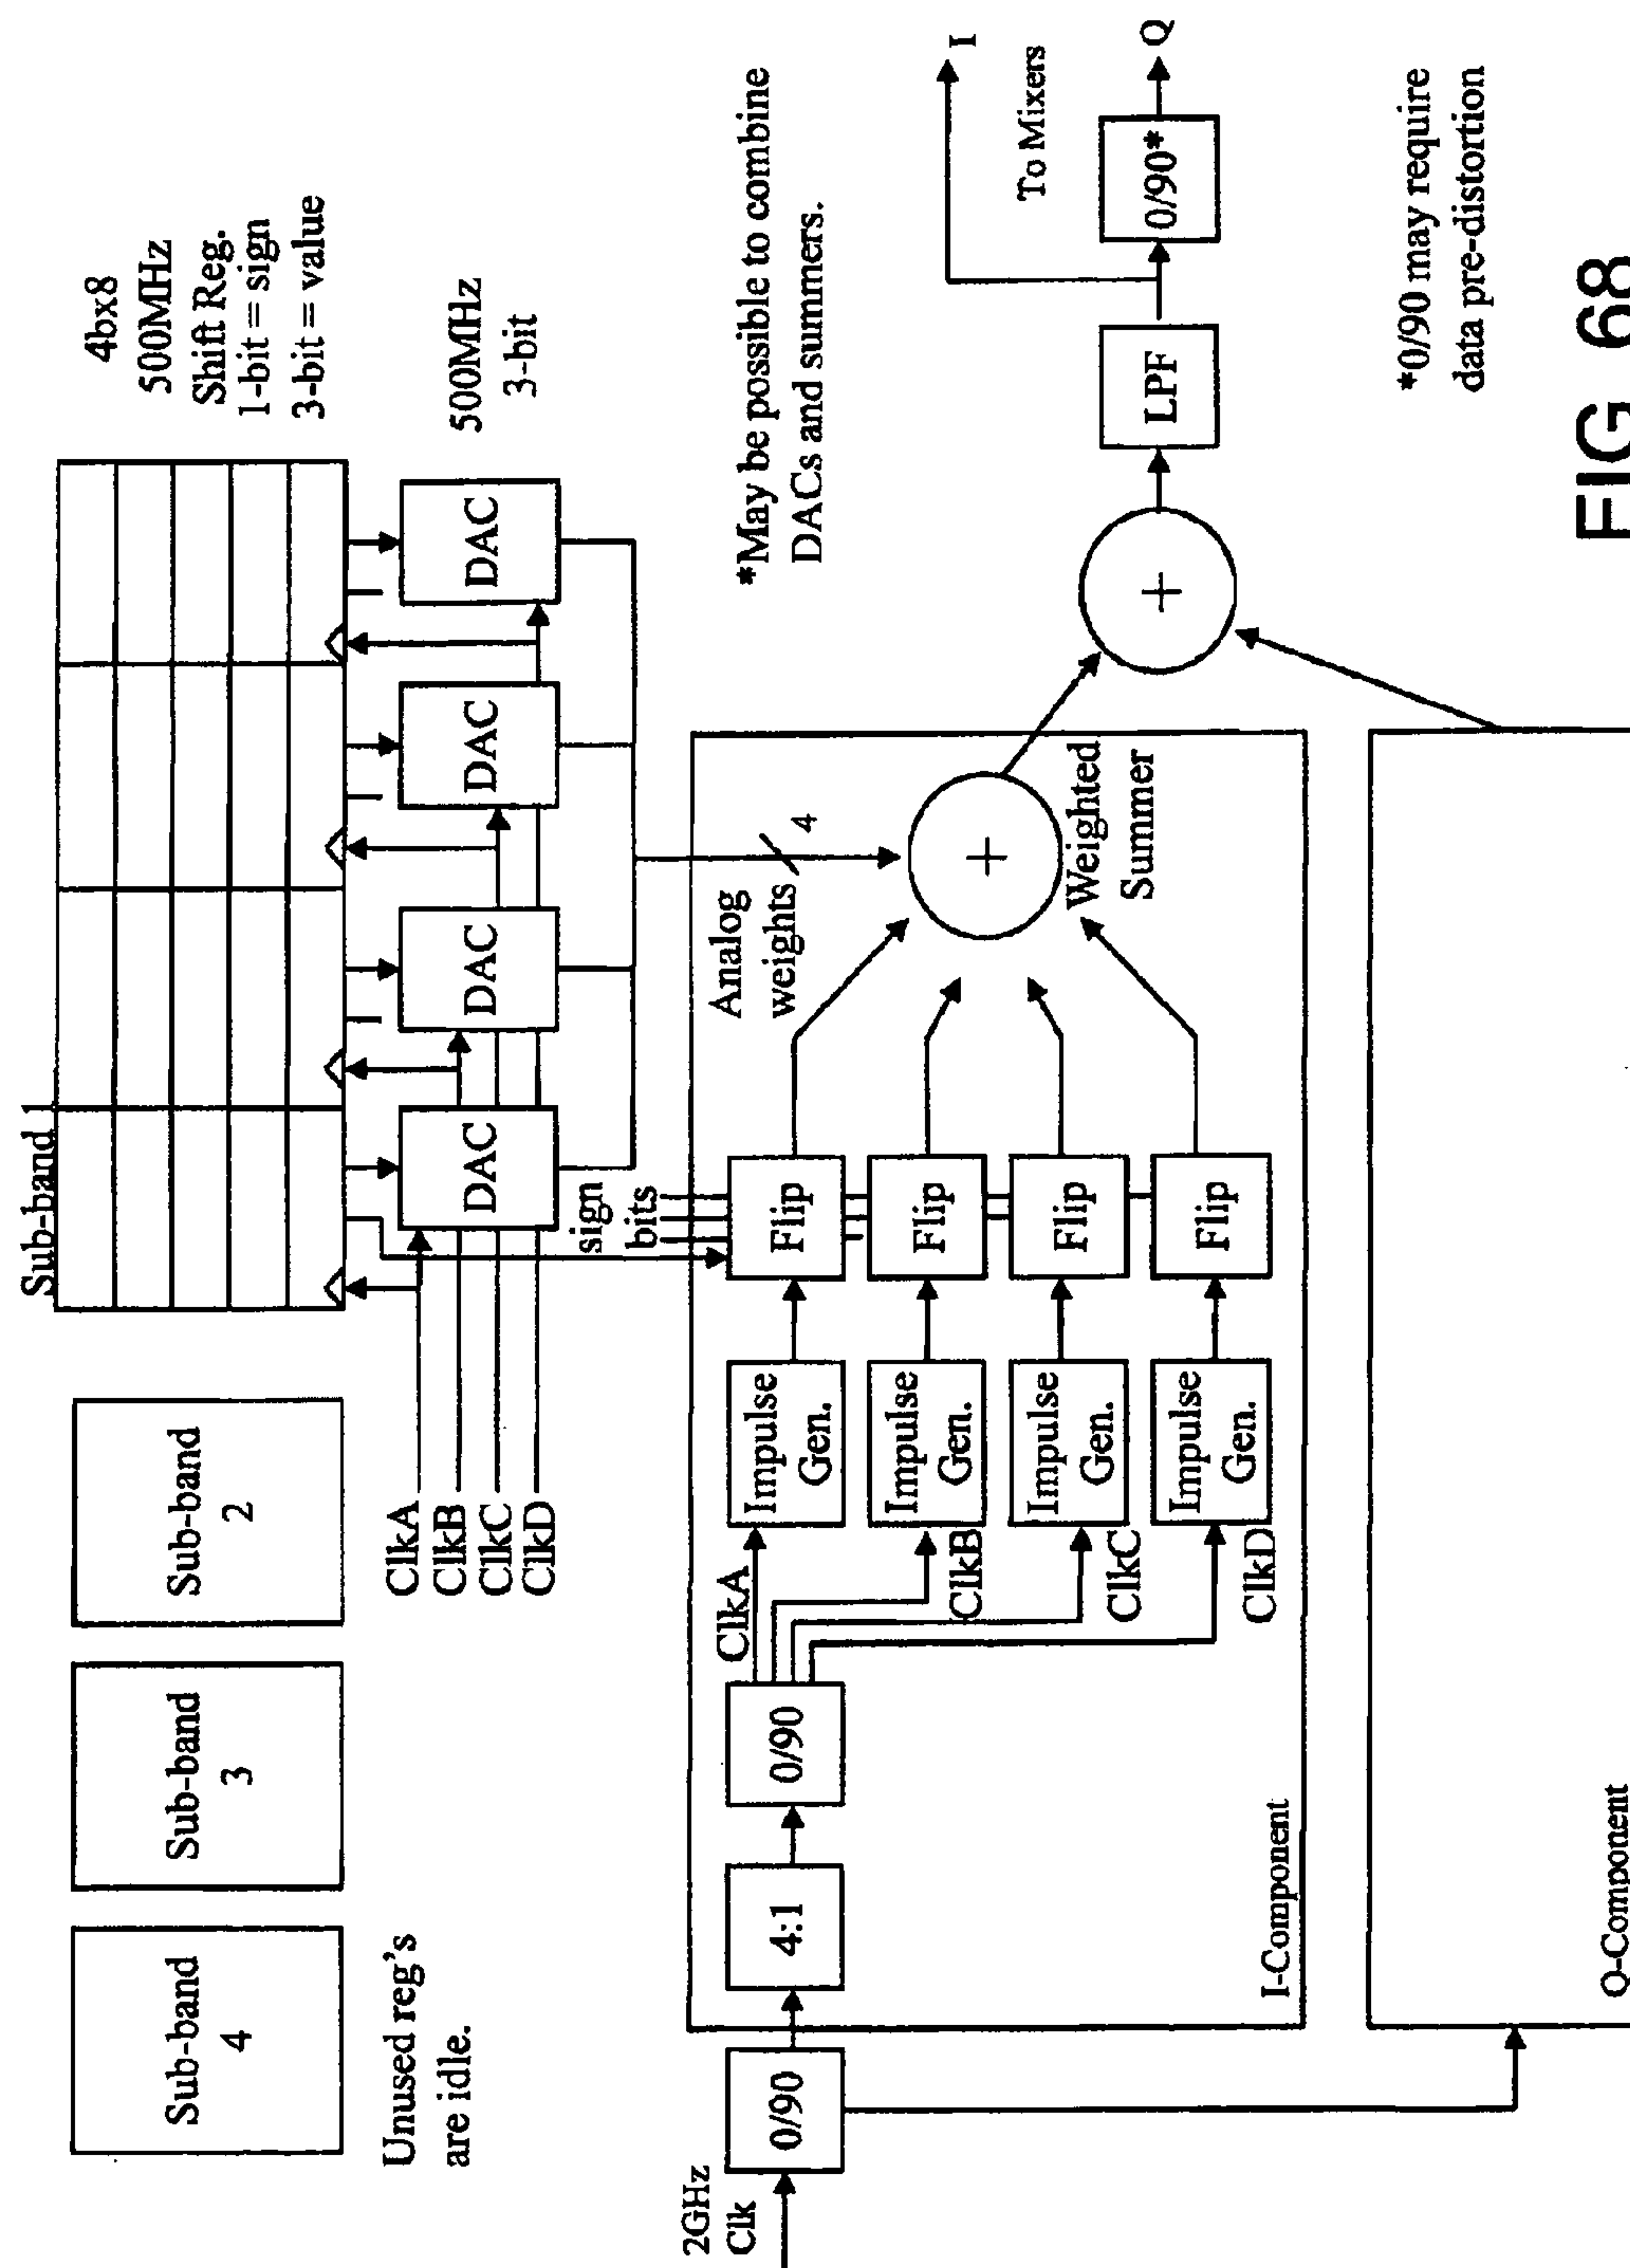 Sub-band
4
Sub-band
3
Sub-band
2
Sub-band
4bx8
500MHz
Shift Reg.
1-bit = sign
3-bit = value
Unused reg's
are idle.
ClkA
ClkB
ClkC
ClkD
DAC
DAC
DAC
DAC
500MHz
3-bit
sign
bits
Analog
weights
4
*May be possible to combine
DACs and summers.
2GHz
Clk
0/90
4:1
0/90
ClkA
ClkB
ClkC
ClkD
Impulse
Gen.
Impulse
Gen.
Impulse
Gen.
Impulse
Gen.
Flip
Flip
Flip
Flip
+
Weighted
Summer
+
LPF
0/90*
I
To Mixers
Q
I-Component
Q-Component
*0/90 may require
data pre-distortion
FIG 68